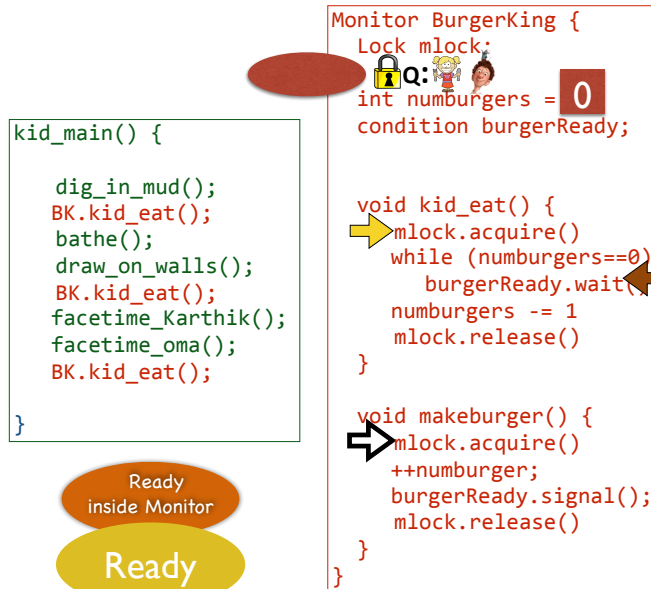 Monitor BurgerKing {
Lock mlock;
Q:
int numburgers = 0
condition burgerReady;
void kid_eat() {
mlock.acquire()
while (numburgers==0)
burgerReady.wait()
numburgers -= 1
mlock.release()
}
void makeburger() {
mlock.acquire()
++numburger;
burgerReady.signal();
mlock.release()
}
}
kid_main() {
dig_in_mud();
BK.kid_eat();
bathe();
draw_on_walls();
BK.kid_eat();
facetime_Karthik();
facetime_oma();
BK.kid_eat();
}
Ready
inside Monitor
Ready